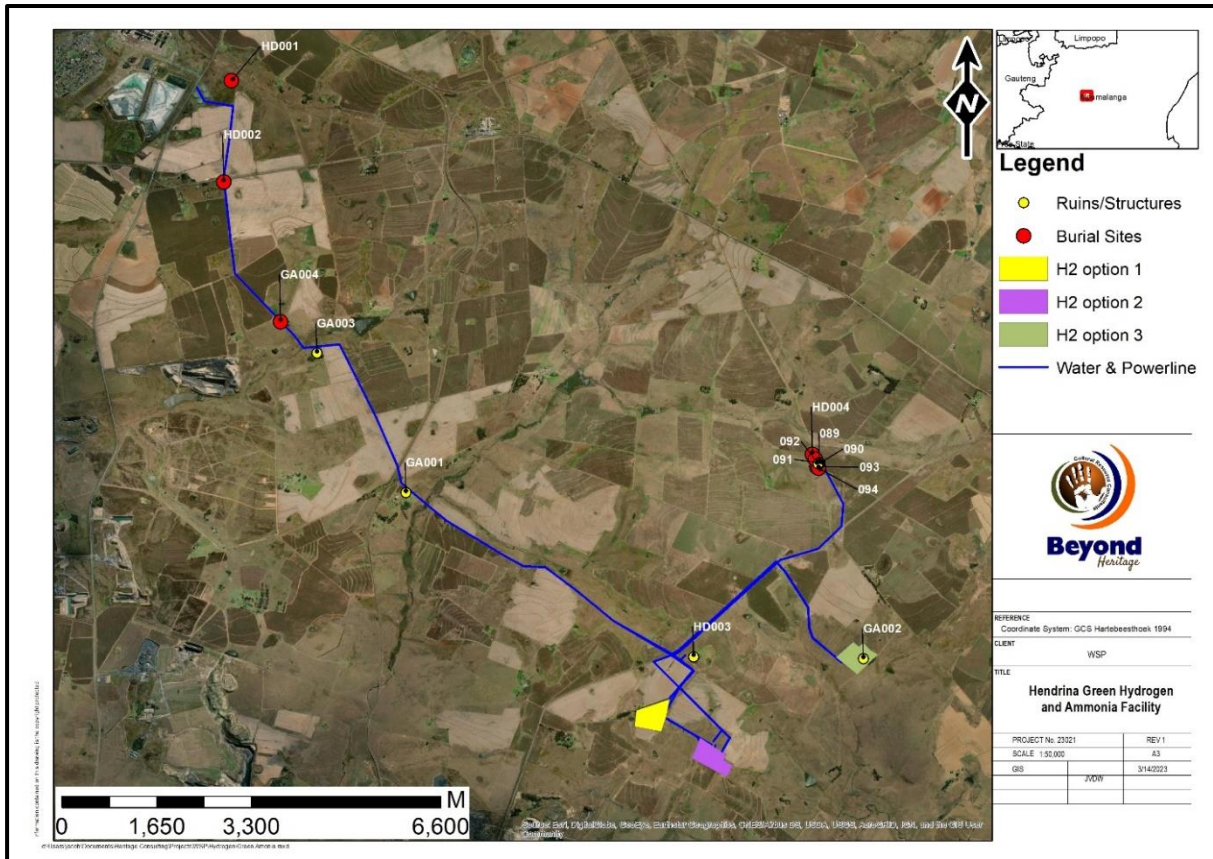 HD001
HD002
GA004
GA003
GA001
HD004
092
089
090
091
093
094
HD003
GA002
N
Limpopo
Gauteng
Legend
Ruins/Structures
Burial Sites
H2 option 1
H2 option 2
H2 option 3
Water & Powerline
Beyond
Heritage
REFERENCE
Coordinate System: GCS Hartebeesthoek 1994
CLIENT
WSP
TITLE
Hendrina Green Hydrogen
and Ammonia Facility
PROJECT No. 23021 REV 1
SCALE 1:50,000 A3
GIS JVDW 3/14/2023
M
0 1,650 3,300 6,600